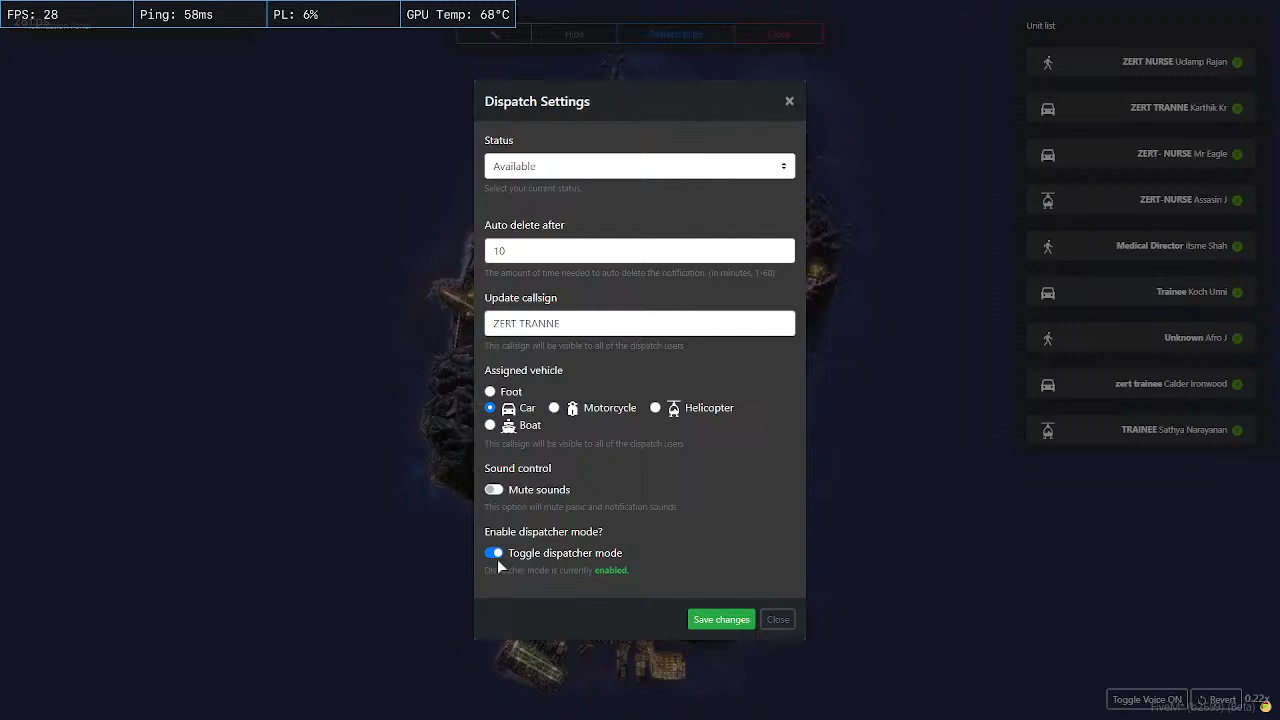 FPS: 28
Ping: 58ms
PL: 6%
GPU Temp: 68°C
Hide
Close
Unit list
ZERT NURSE Uclamp Rajan
ZERT TRANNE Karthik Kr
ZERT- NURSE Mr Eagle
ZERT-NURSE Assasin J
Medical Director Itsme Shah
Trainee Koch Unni
Unknown Afro J
zert trainee Calder Ironwood
TRAINEE Sathya Narayanan
Dispatch Settings
×
Status
Available
Select your current status.
Auto delete after
10
The amount of time needed to auto delete the notification. (In minutes, 1-60)
Update callsign
ZERT TRANNE
This callsign will be visible to all of the dispatch users
Assigned vehicle
Foot
Car
Motorcycle
Helicopter
Boat
This callsign will be visible to all of the dispatch users
Sound control
Mute sounds
This option will mute panic and notification sounds
Enable dispatcher mode?
Toggle dispatcher mode
Dispatcher mode is currently enabled.
Save changes
Close
Toggle Voice ON
Revert
0.22x